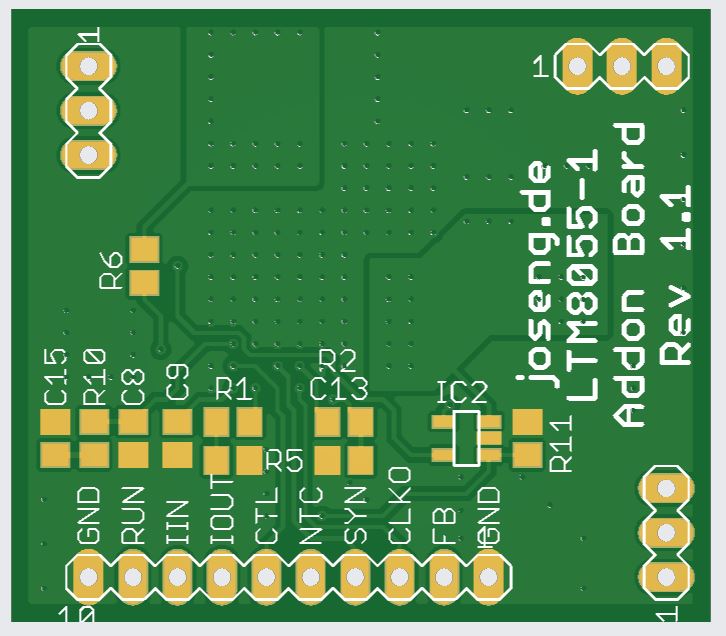 1
1
joseng.de
LTM8055-1
Addon Board
Rev 1.1
R6
C15
R10
C8
C9
R1
R2
C13
IC2
R5
R11
GND
RUN
IIN
IOUT
CTL
NTC
SYN
CLKO
FB
GND
1
10
1